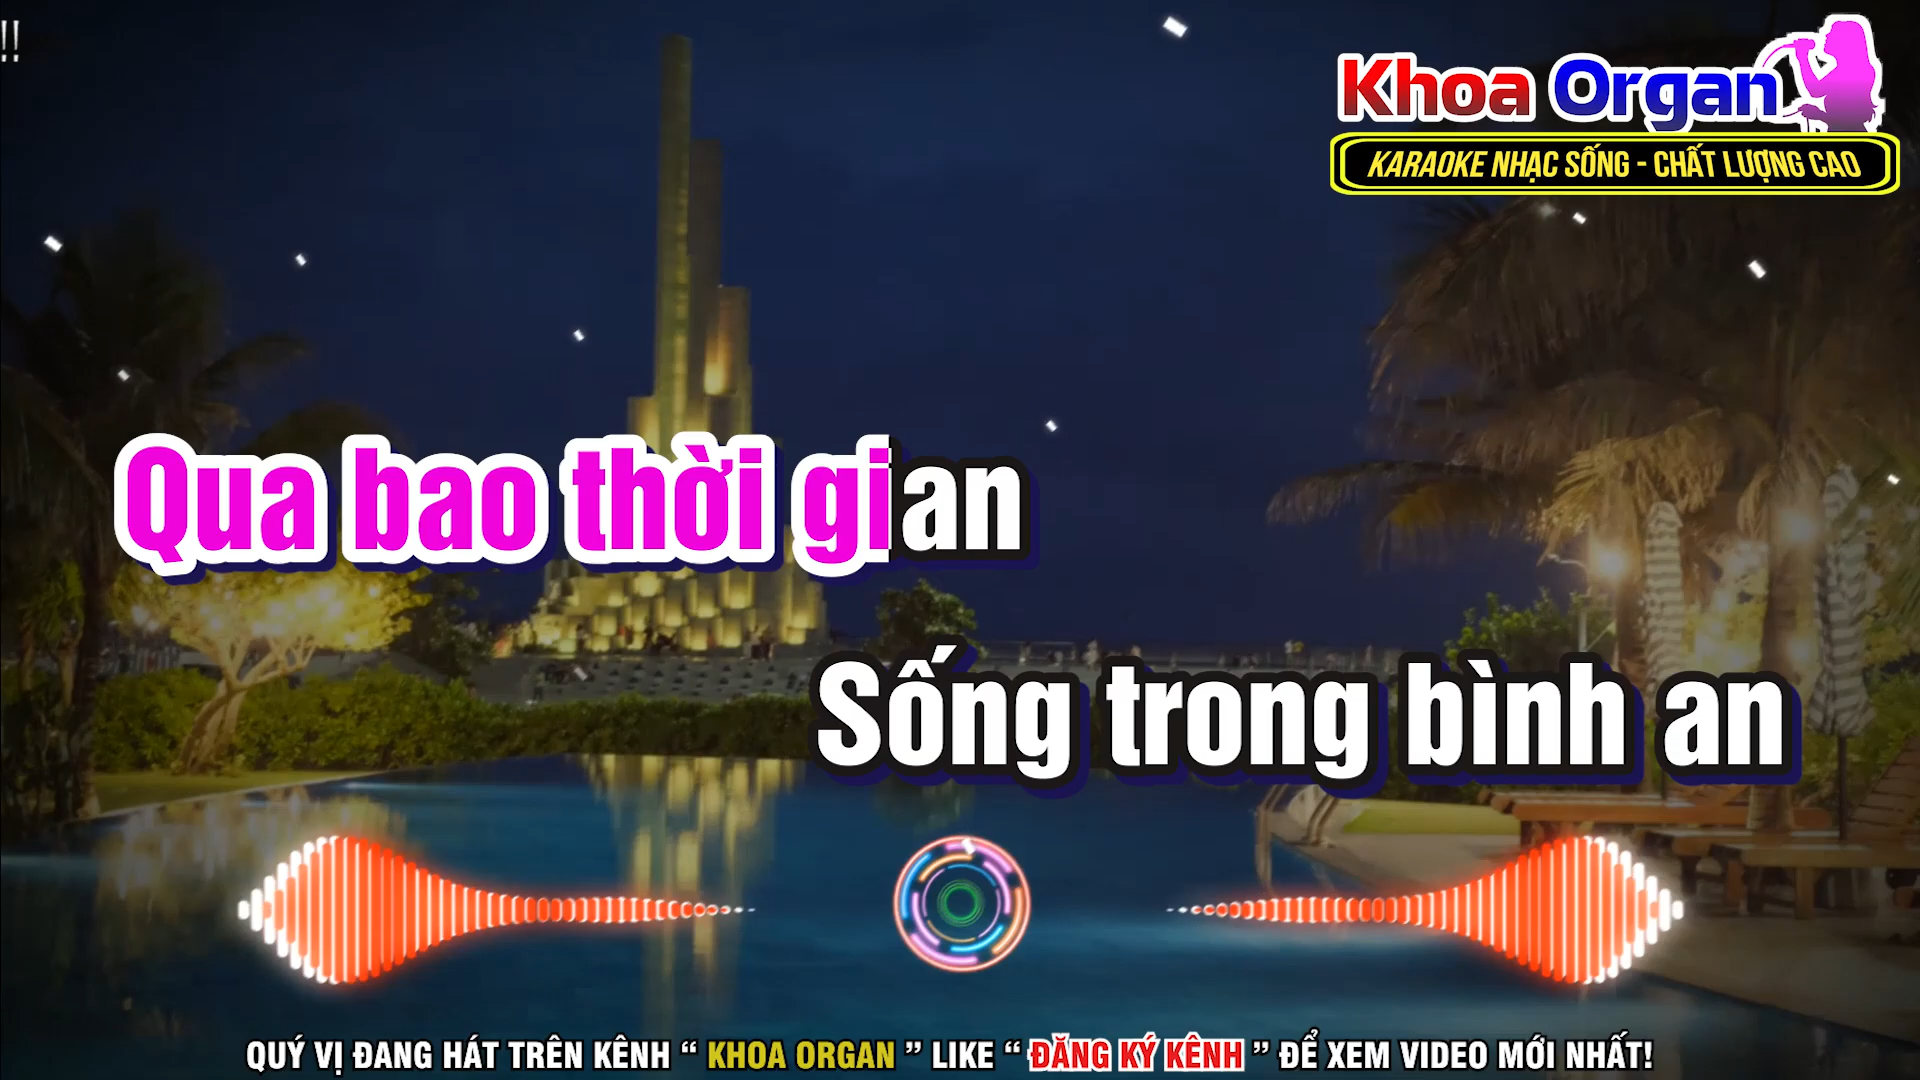 !!
Khoa Organ
KARAOKE NHẠC SỐNG - CHẤT LƯỢNG CAO
Qua bao thời gian
Sống trong bình an
QUÝ VỊ ĐANG HÁT TRÊN KÊNH “ KHOA ORGAN ” LIKE “ ĐĂNG KÝ KÊNH ” ĐỂ XEM VIDEO MỚI NHẤT!